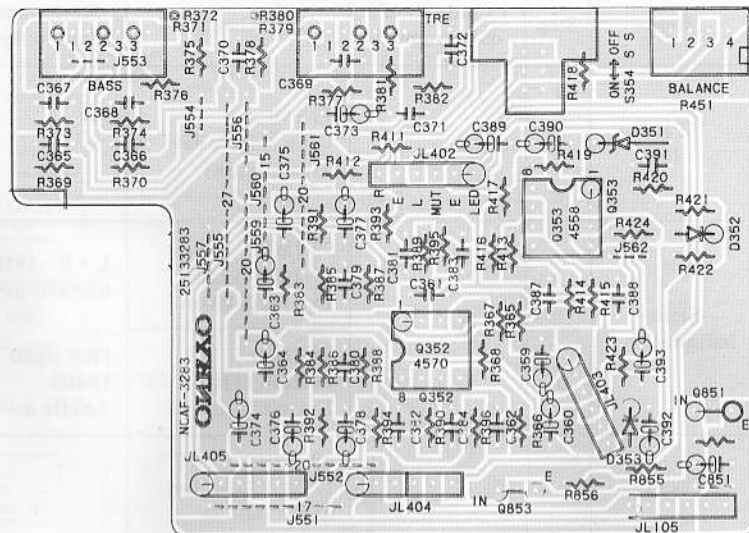 R372
R371
R380
R379
TRE
1 1 2 2 3 3
J553
BASS
R375
C370
R378
1 1 2 2 3 3
C372
R418
ON ↔ OFF
S S
S354
1 2 3 4
BALANCE
R451
C367
C368
R376
C369
R377
R381
R382
R373
R374
J554
J556
C373
C371
C365
C366
R369
R370
15
C375
J561
R411
R412
JL402
C389
C390
D351
R419
C391
R420
27
J560
20
R E L MUT E LED
R417
8
1
Q353
4558
Q353
R421
R424
J562
D352
R422
25133283
J557
J555
J559
20
R391
C377
R393
C381
R389
R395
C383
R416
R413
C363
R363
R385
C379
R387
C361
C387
R414
R415
C388
NCAF-3283
ONKYO
C364
R384
R386
C380
R388
1
Q352
4570
8
Q352
R367
R365
R368
C359
R423
C393
JL403
IN
Q851
E
C374
C376
R392
C378
R394
C382
R390
C384
R396
C362
R366
C360
D353
C392
JL405
20
J552
17
J551
JL404
IN
E
Q853
R856
R855
C851
JL105